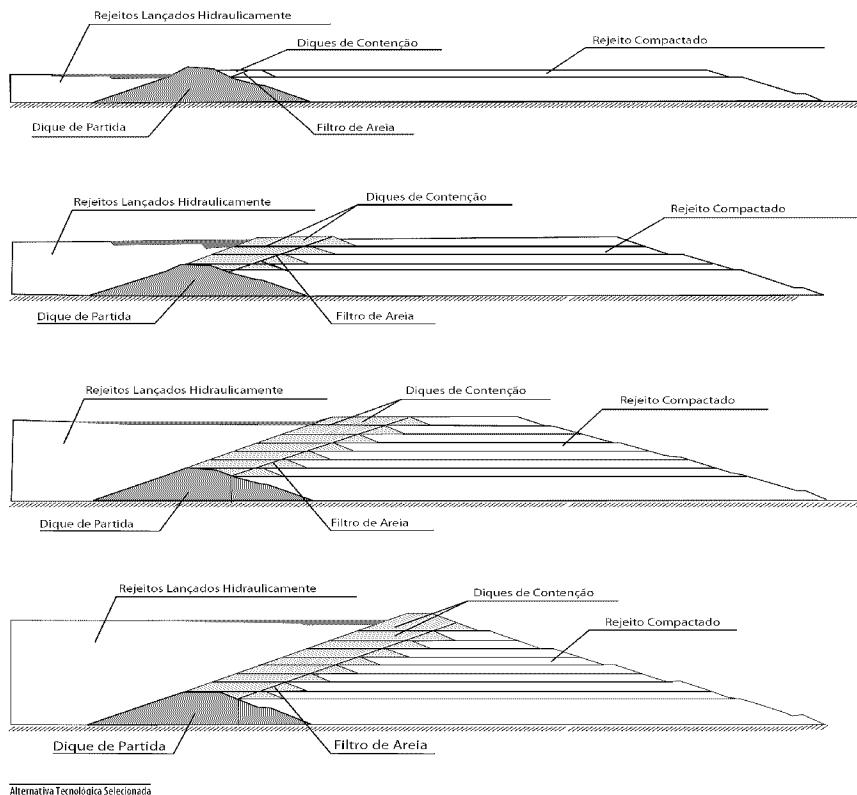 Rejeitos Lançados Hidraulicamente
Diques de Contenção
Rejeito Compactado
Dique de Partida
Filtro de Areia
Rejeitos Lançados Hidraulicamente
Diques de Contenção
Rejeito Compactado
Dique de Partida
Filtro de Areia
Rejeitos Lançados Hidraulicamente
Diques de Contenção
Rejeito Compactado
Dique de Partida
Filtro de Areia
Rejeitos Lançados Hidraulicamente
Diques de Contenção
Rejeito Compactado
Dique de Partida
Filtro de Areia
Alternativa Tecnológica Selecionada